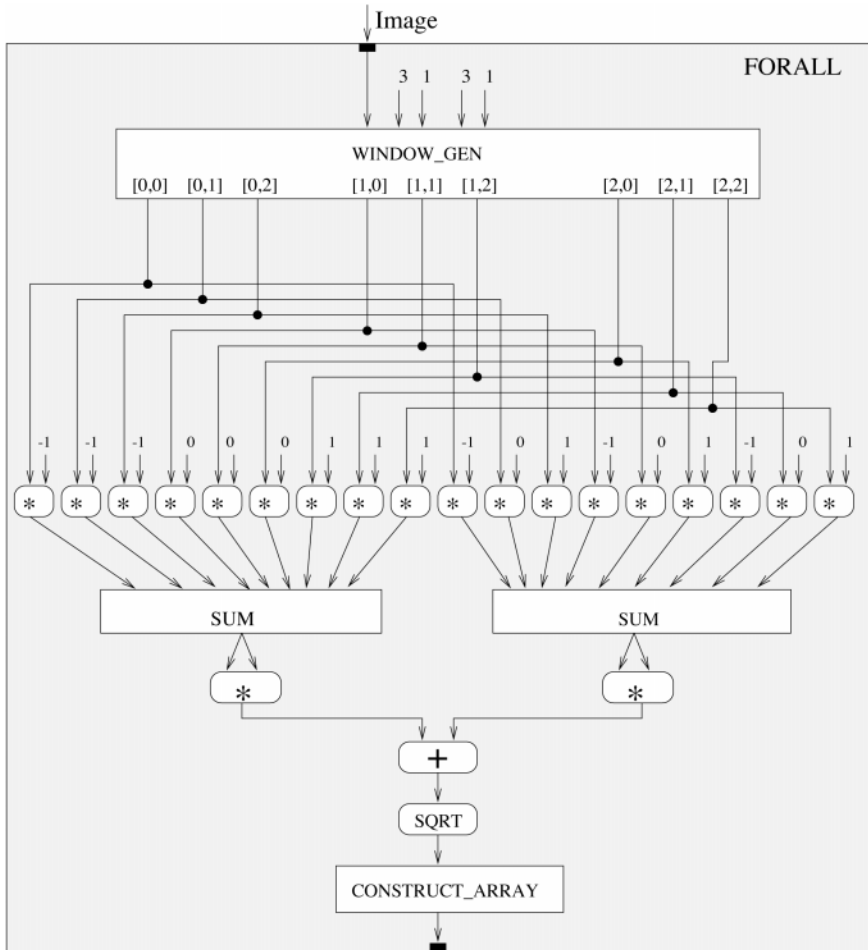 Image
FORALL
3 1 3 1
WINDOW_GEN
[0,0] [0,1] [0,2] [1,0] [1,1] [1,2] [2,0] [2,1] [2,2]
-1 -1 -1 0 0 0 1 1 1 -1 0 1 -1 0 1 -1 0 1
* * * * * * * * * * * * * * * * * *
SUM SUM
* *
+
SQRT
CONSTRUCT_ARRAY